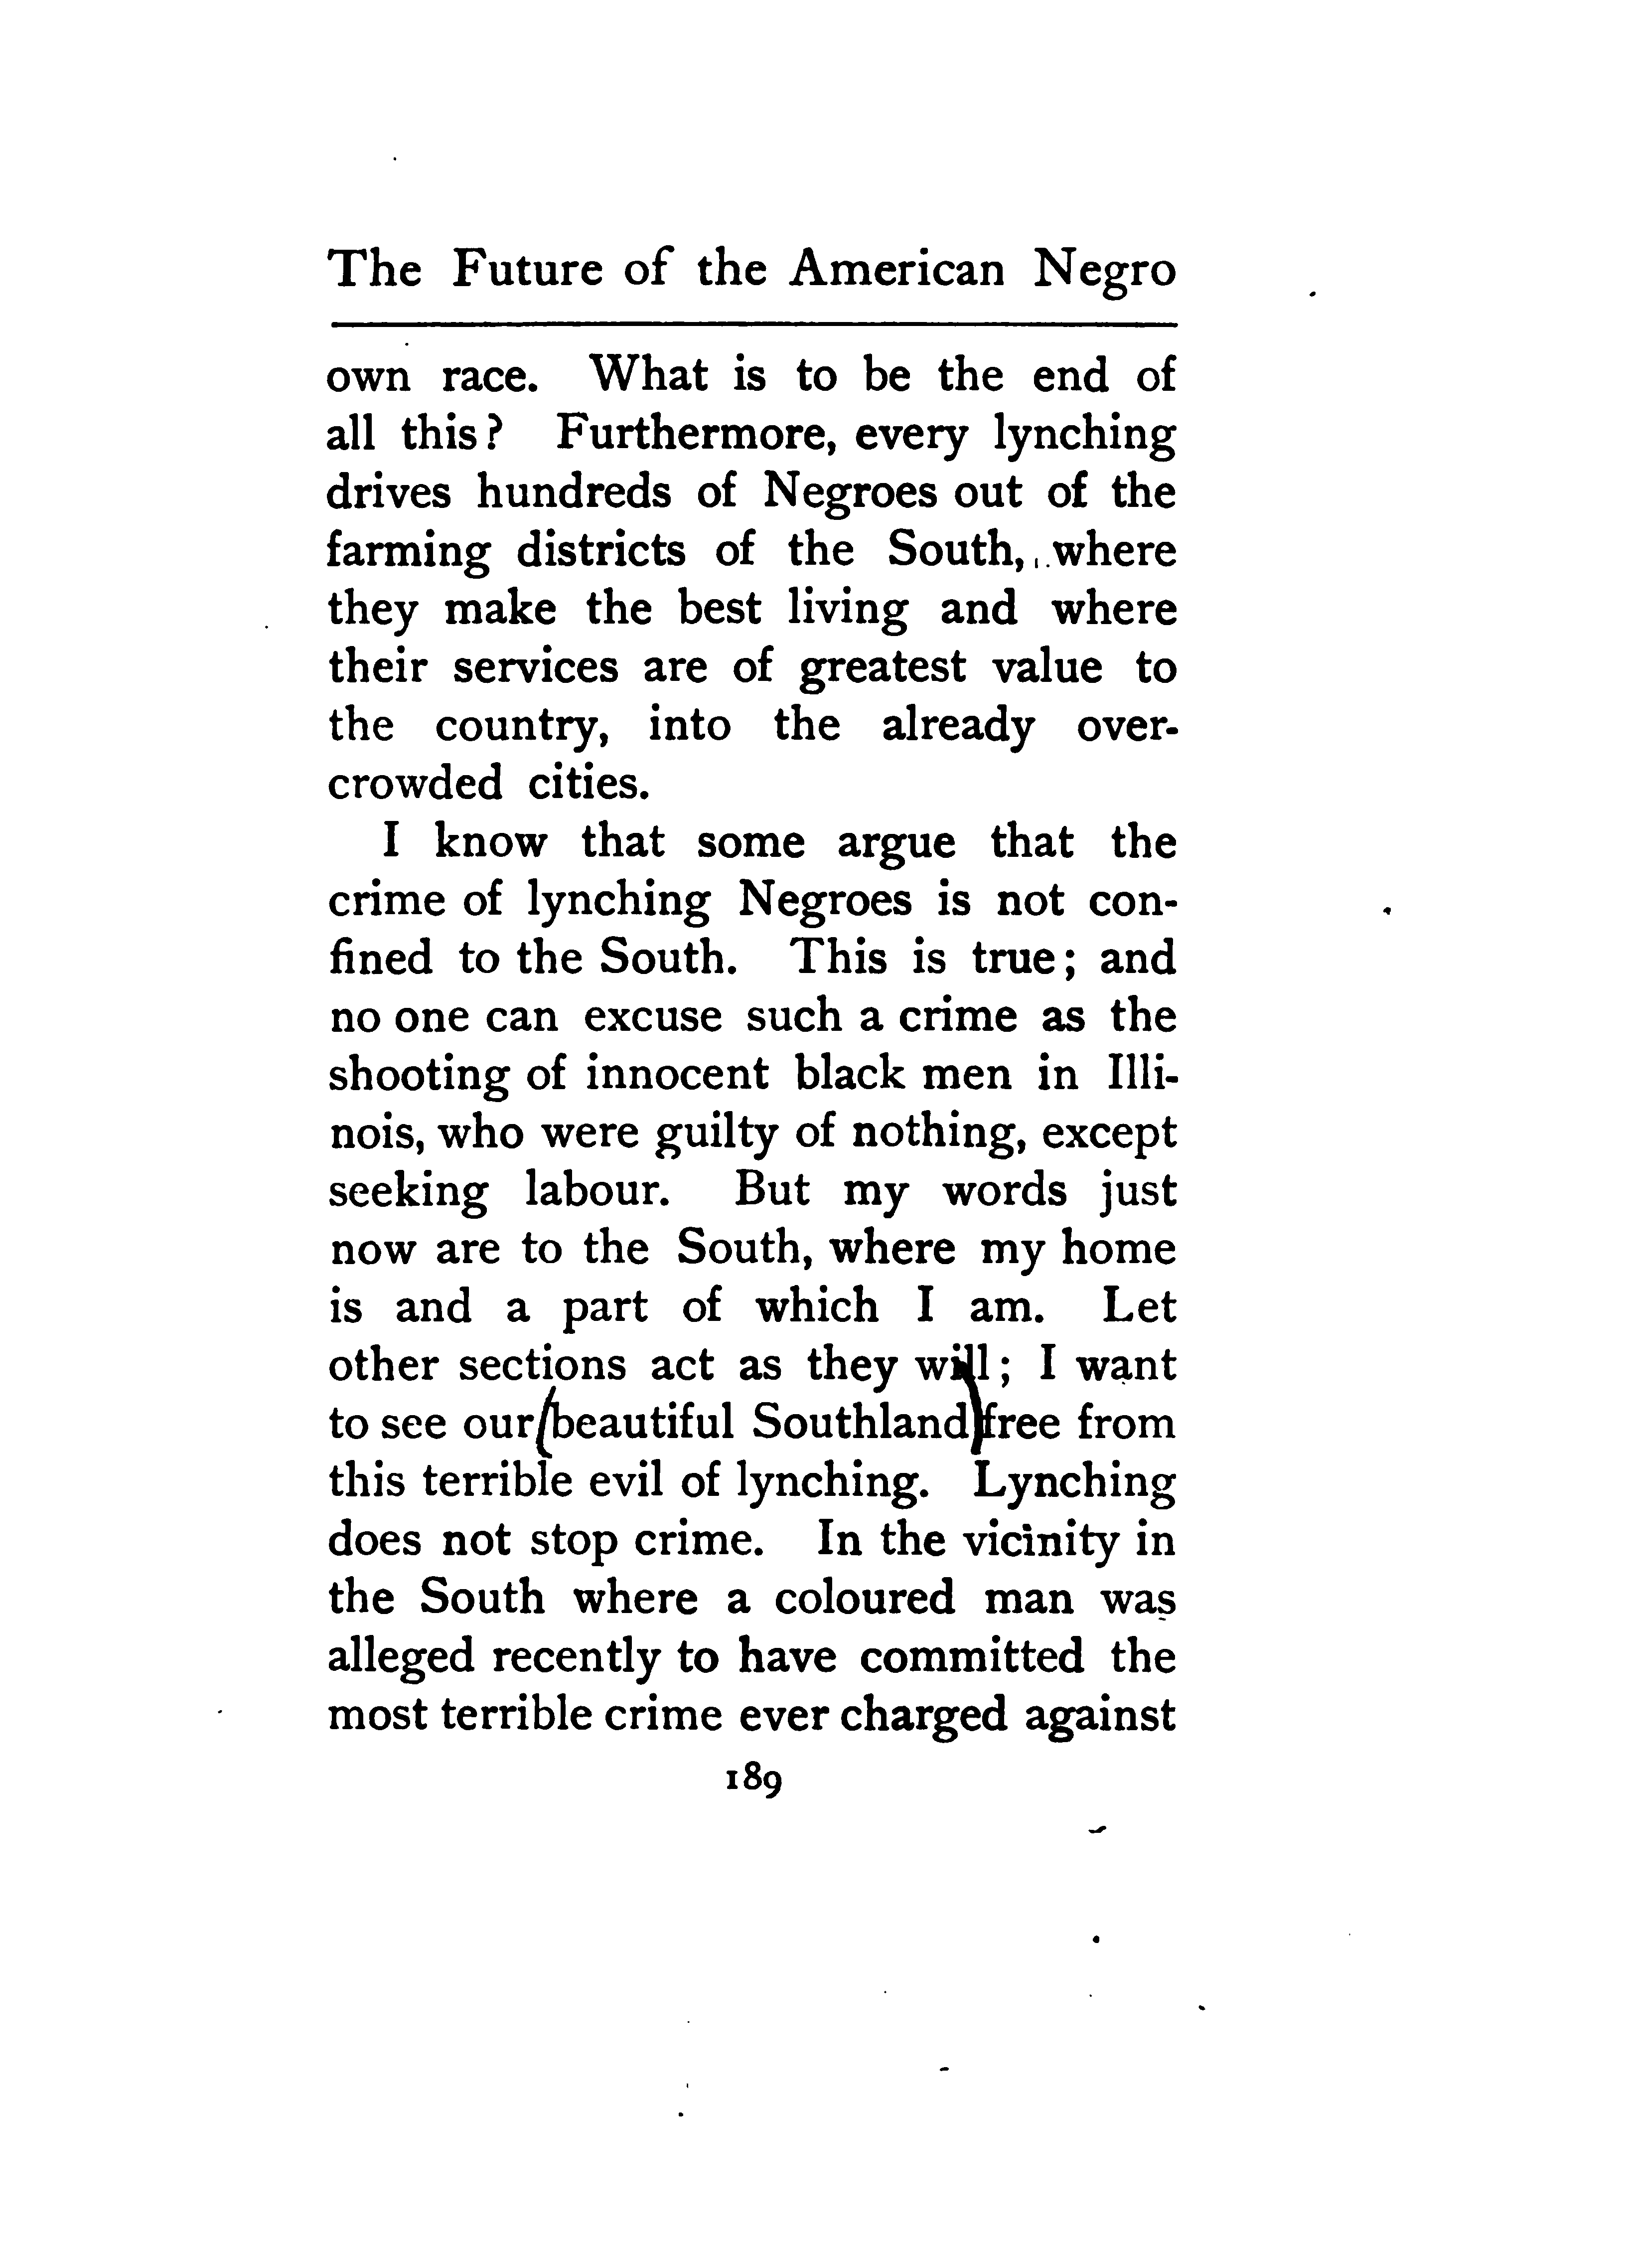 The Future of the American Negro
own race. What is to be the end of
all this? Furthermore, every lynching
drives hundreds of Negroes out of the
farming districts of the South, where
they make the best living and where
their services are of greatest value to
the country, into the already over-
crowded cities.
I know that some argue that the
crime of lynching Negroes is not con-
fined to the South. This is true; and
no one can excuse such a crime as the
shooting of innocent black men in Illi-
nois, who were guilty of nothing, except
seeking labour. But my words just
now are to the South, where my home
is and a part of which I am. Let
other sections act as they will; I want
to see our (beautiful Southland) free from
this terrible evil of lynching. Lynching
does not stop crime. In the vicinity in
the South where a coloured man was
alleged recently to have committed the
most terrible crime ever charged against
189